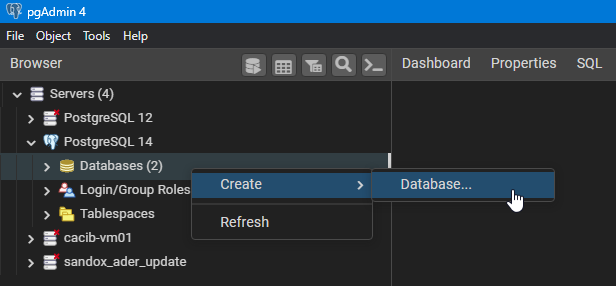 pgAdmin 4
File Object Tools Help
Browser Dashboard Properties SQL
Servers (4)
PostgreSQL 12
PostgreSQL 14
Databases (2)
Create Database...
Login/Group Roles
Tablespaces
Refresh
cacib-vm01
sandox_ader_update